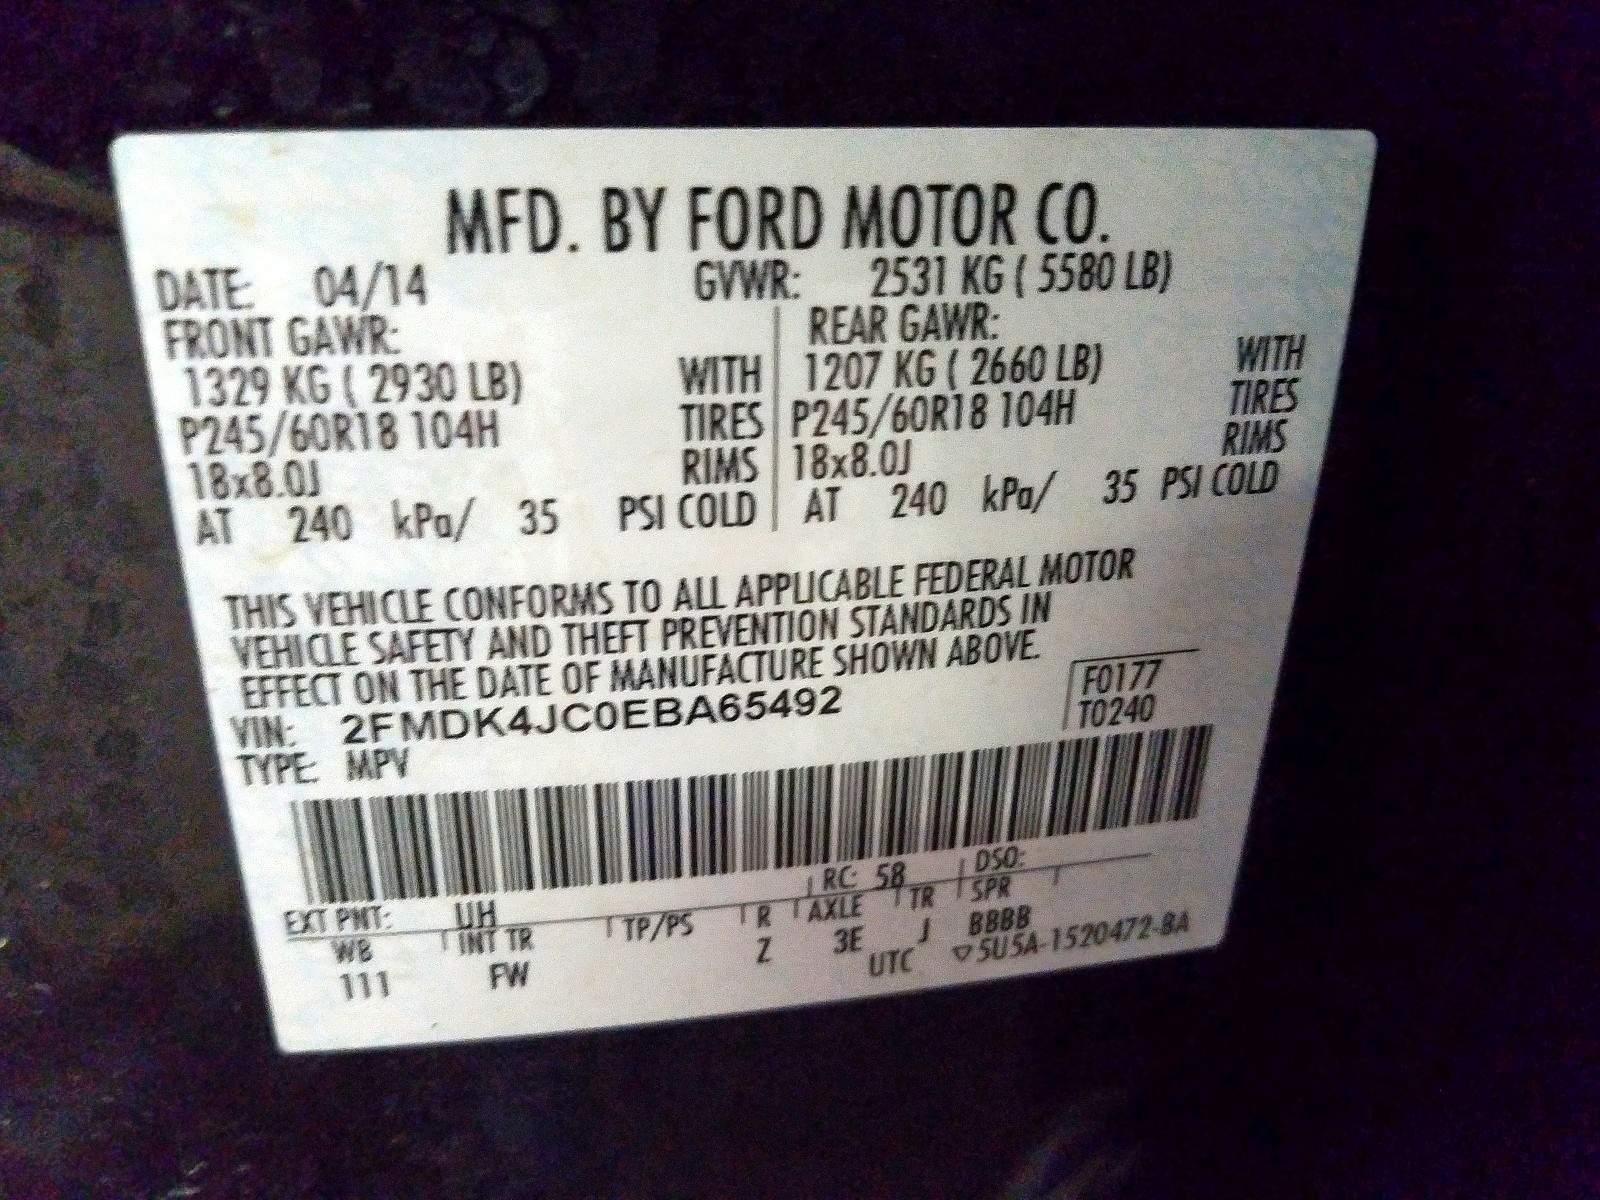 MFD. BY FORD MOTOR CO.
DATE: 04/14 GVWR: 2531 KG ( 5580 LB)
FRONT GAWR: REAR GAWR:
1329 KG ( 2930 LB) WITH 1207 KG ( 2660 LB) WITH
P245/60R18 104H TIRES P245/60R18 104H TIRES
18x8.0J RIMS 18x8.0J RIMS
AT 240 kPa/ 35 PSI COLD AT 240 kPa/ 35 PSI COLD
THIS VEHICLE CONFORMS TO ALL APPLICABLE FEDERAL MOTOR
VEHICLE SAFETY AND THEFT PREVENTION STANDARDS IN
EFFECT ON THE DATE OF MANUFACTURE SHOWN ABOVE.
VIN: 2FMDK4JC0EBA65492 F0177
TYPE: MPV T0240
EXT PNT: UH RC: 58 DSO:
WB INT TR TP/PS R AXLE TR SPR
111 FW Z 3E J BBBB
UTC ▽5U5A-1520472-BA